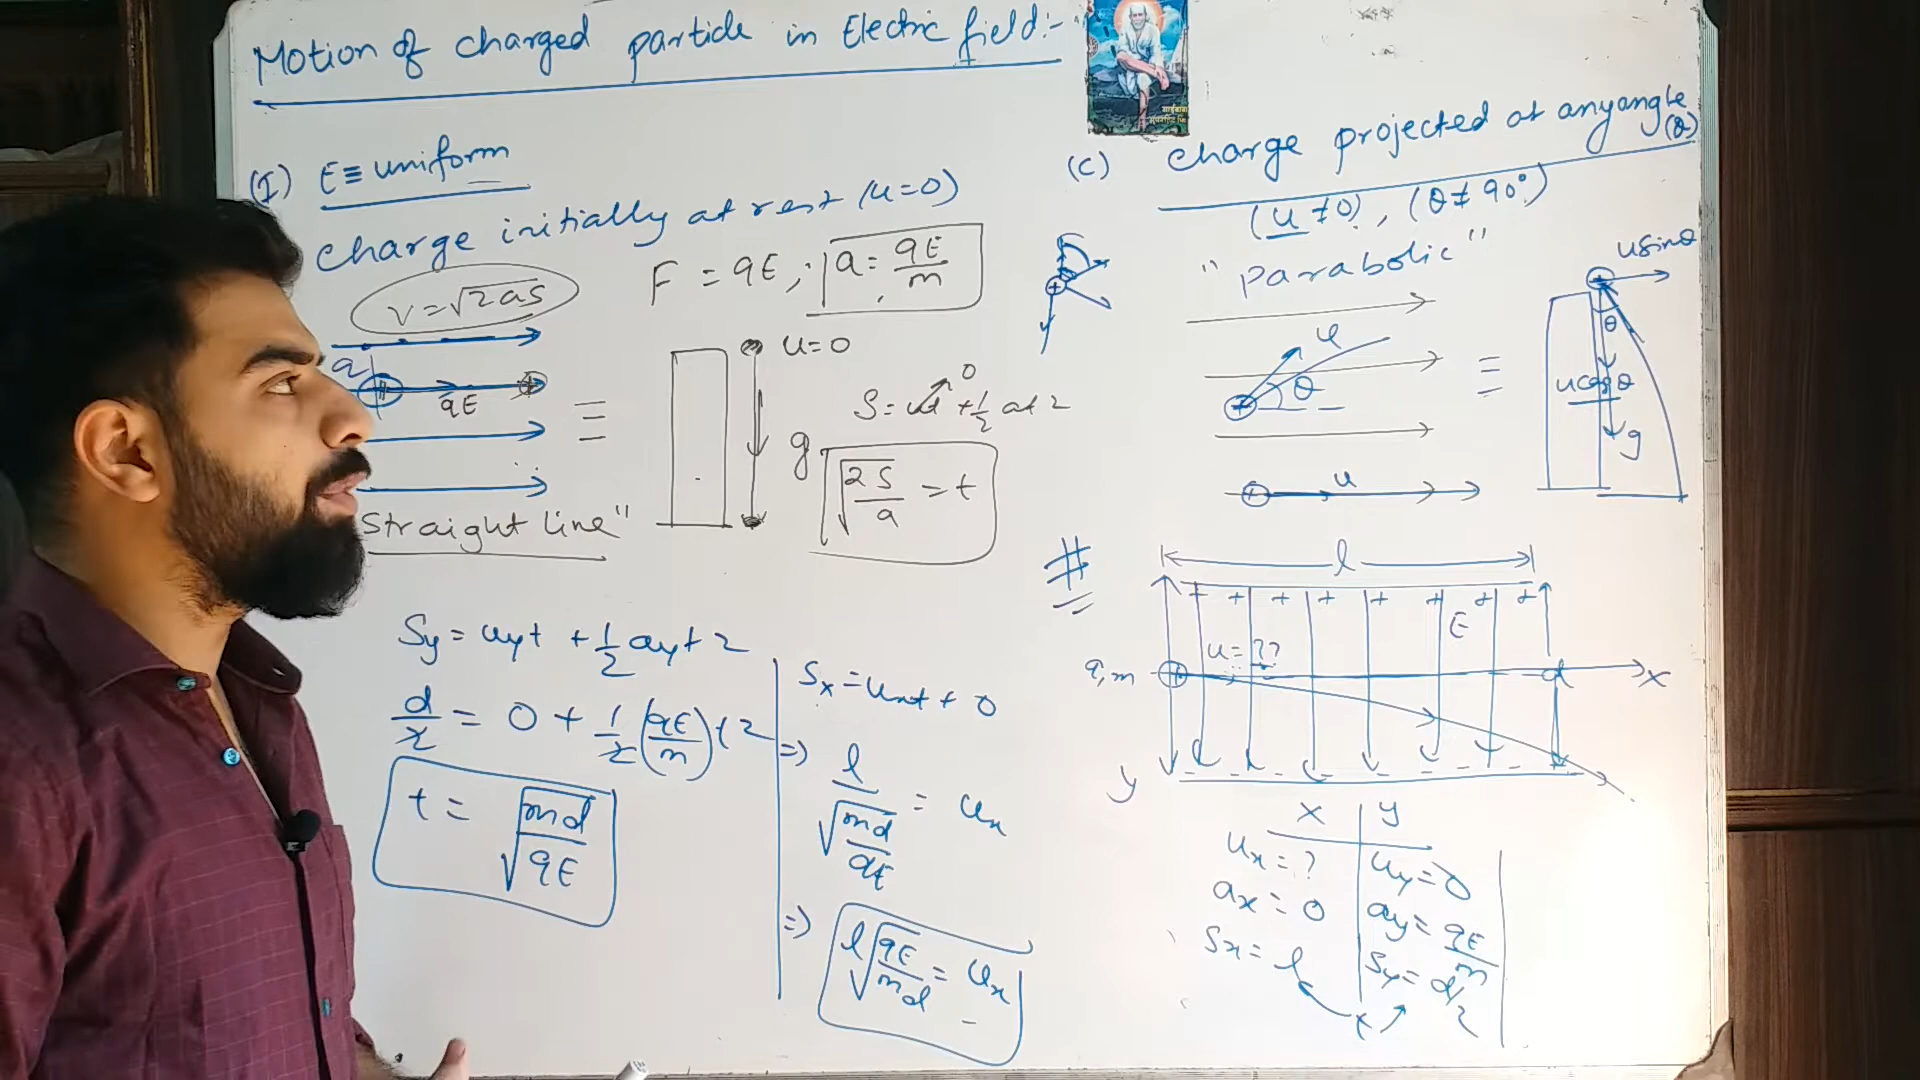 Motion of charged particle in Electric field:-
(I) E≡ uniform
charge initially at rest (u=0)
v=√2as
F = qE ; a = qE/m
a
qE
≡
u=0
g
S = ut + 1/2 at2
0
√2S/a = t
Straight line"
Sy = uyt + 1/2 ayt2
d/2 = 0 + 1/2 (qE/m) t2
t = √md/qE
Sx = uxt + 0
=> l/√md/qE = ux
=> l√qE/md = ux
(C) Charge projected at any angle (θ)
(u ≠ 0), (θ ≠ 90°)
"Parabolic"
u
θ
≡
usinθ
θ
ucosθ
g
u
#
l
+ + + + + + + +
E
u=??
q,m
d
x
y
x y
ux = ? uy = 0
ax = 0 ay = qE/m
Sx = l Sy = d/2
t